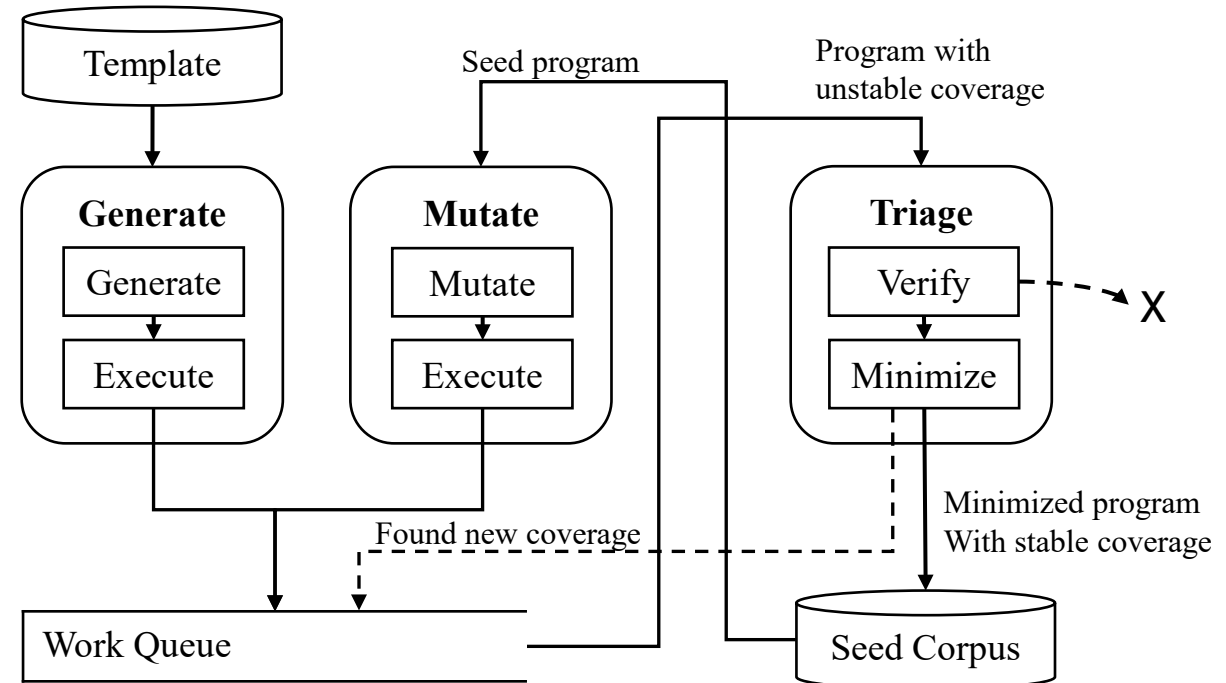 Template
Seed program
Program with
unstable coverage
Generate
Generate
Execute
Mutate
Mutate
Execute
Triage
Verify
X
Minimize
Found new coverage
Minimized program
With stable coverage
Work Queue
Seed Corpus